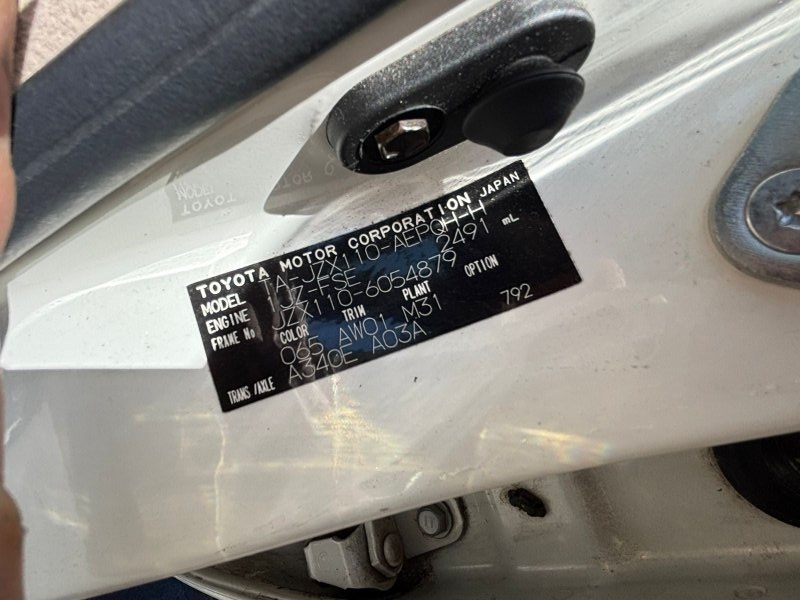 TOYOTA MOTOR CORPORATION JAPAN
MODEL TA-JZX110-AEPQH-H
ENGINE 1JZ-FSE 2491 mL
FRAME No. JZX110-6054879
COLOR TRIM PLANT OPTION
065 AW01 M31 792
TRANS/AXLE A340E A03A